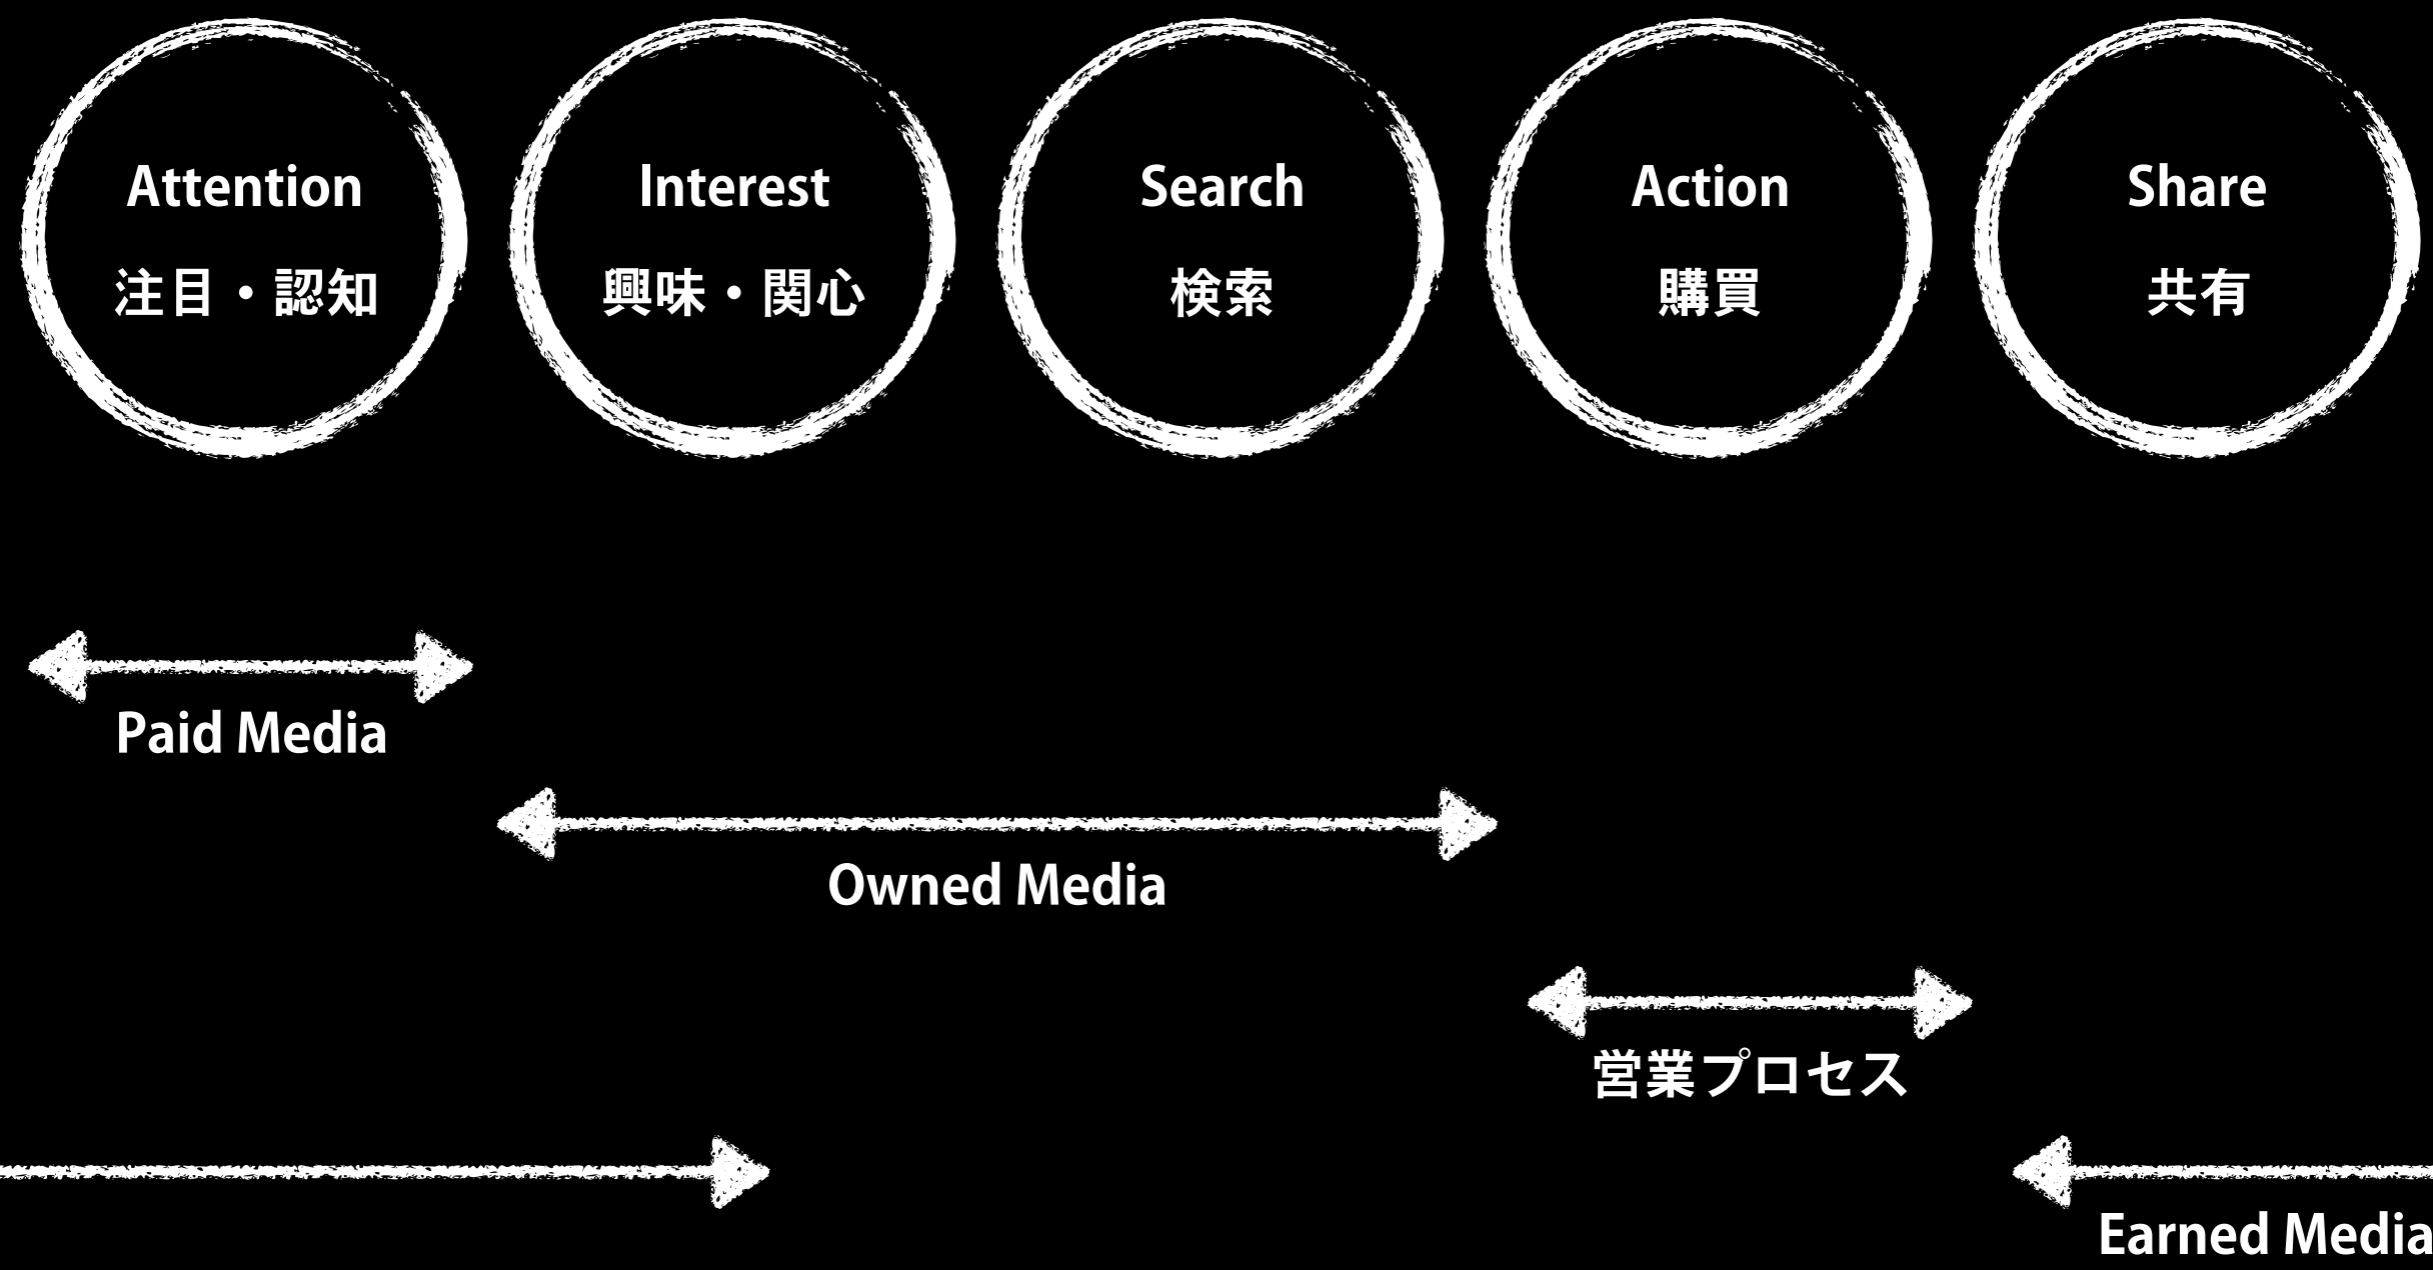 Attention
注目・認知
Interest
興味・関心
Search
検索
Action
購買
Share
共有
Paid Media
Owned Media
営業プロセス
Earned Media